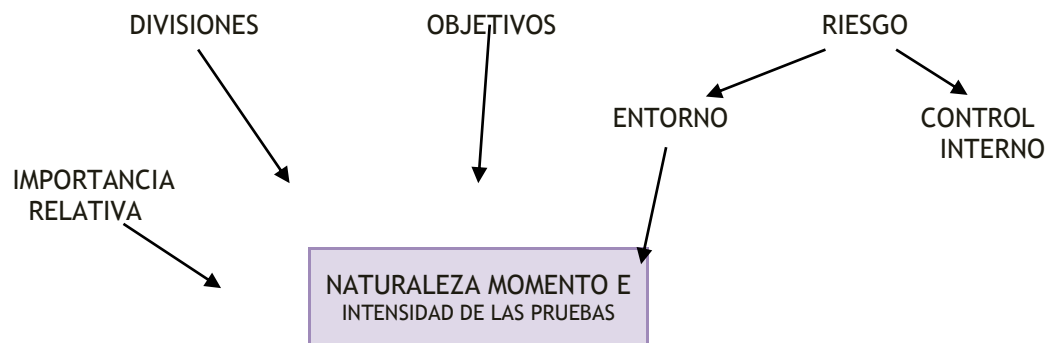 DIVISIONES
OBJETIVOS
RIESGO
ENTORNO
CONTROL
INTERNO
IMPORTANCIA
RELATIVA
NATURALEZA MOMENTO E
INTENSIDAD DE LAS PRUEBAS